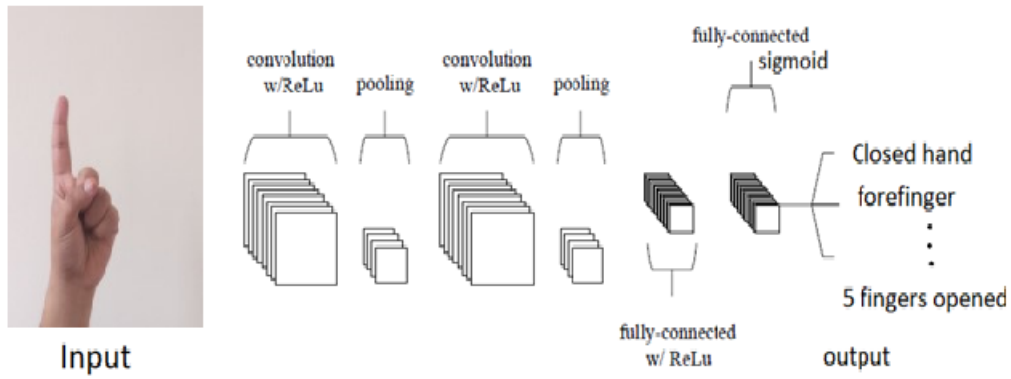 fully-connected
sigmoid
convolution
w/ReLu
pooling
convolution
w/ReLu
pooling
Closed hand
forefinger
5 fingers opened
fully-connected
w/ ReLu
Input
output